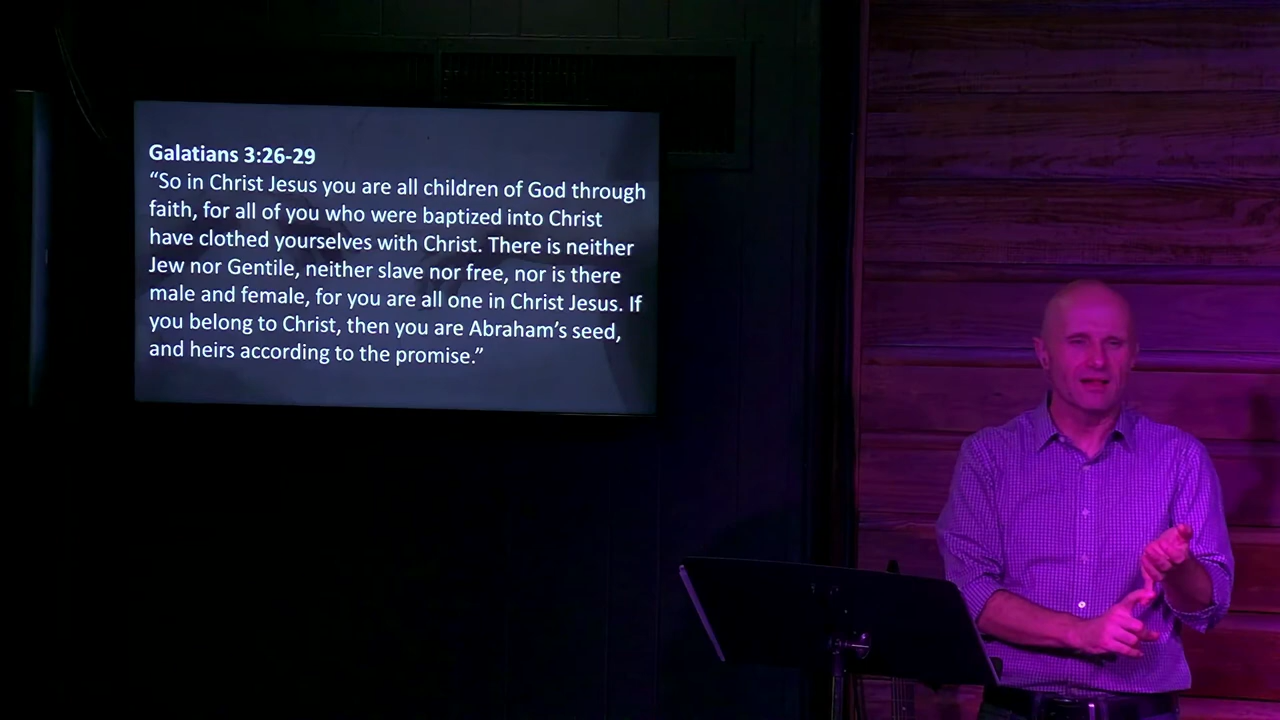 Galatians 3:26-29
“So in Christ Jesus you are all children of God through
faith, for all of you who were baptized into Christ
have clothed yourselves with Christ. There is neither
Jew nor Gentile, neither slave nor free, nor is there
male and female, for you are all one in Christ Jesus. If
you belong to Christ, then you are Abraham’s seed,
and heirs according to the promise.”